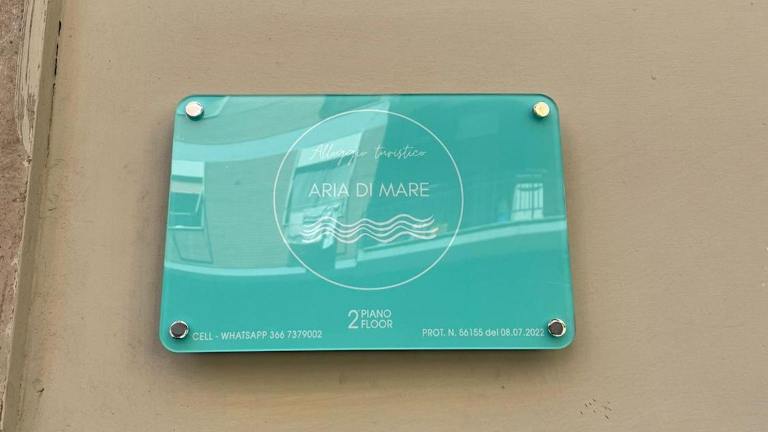 Alloggio turistico
ARIA DI MARE
2 PIANO
FLOOR
CELL - WHATSAPP 366 7379002
PROT. N. 56155 del 08.07.2022